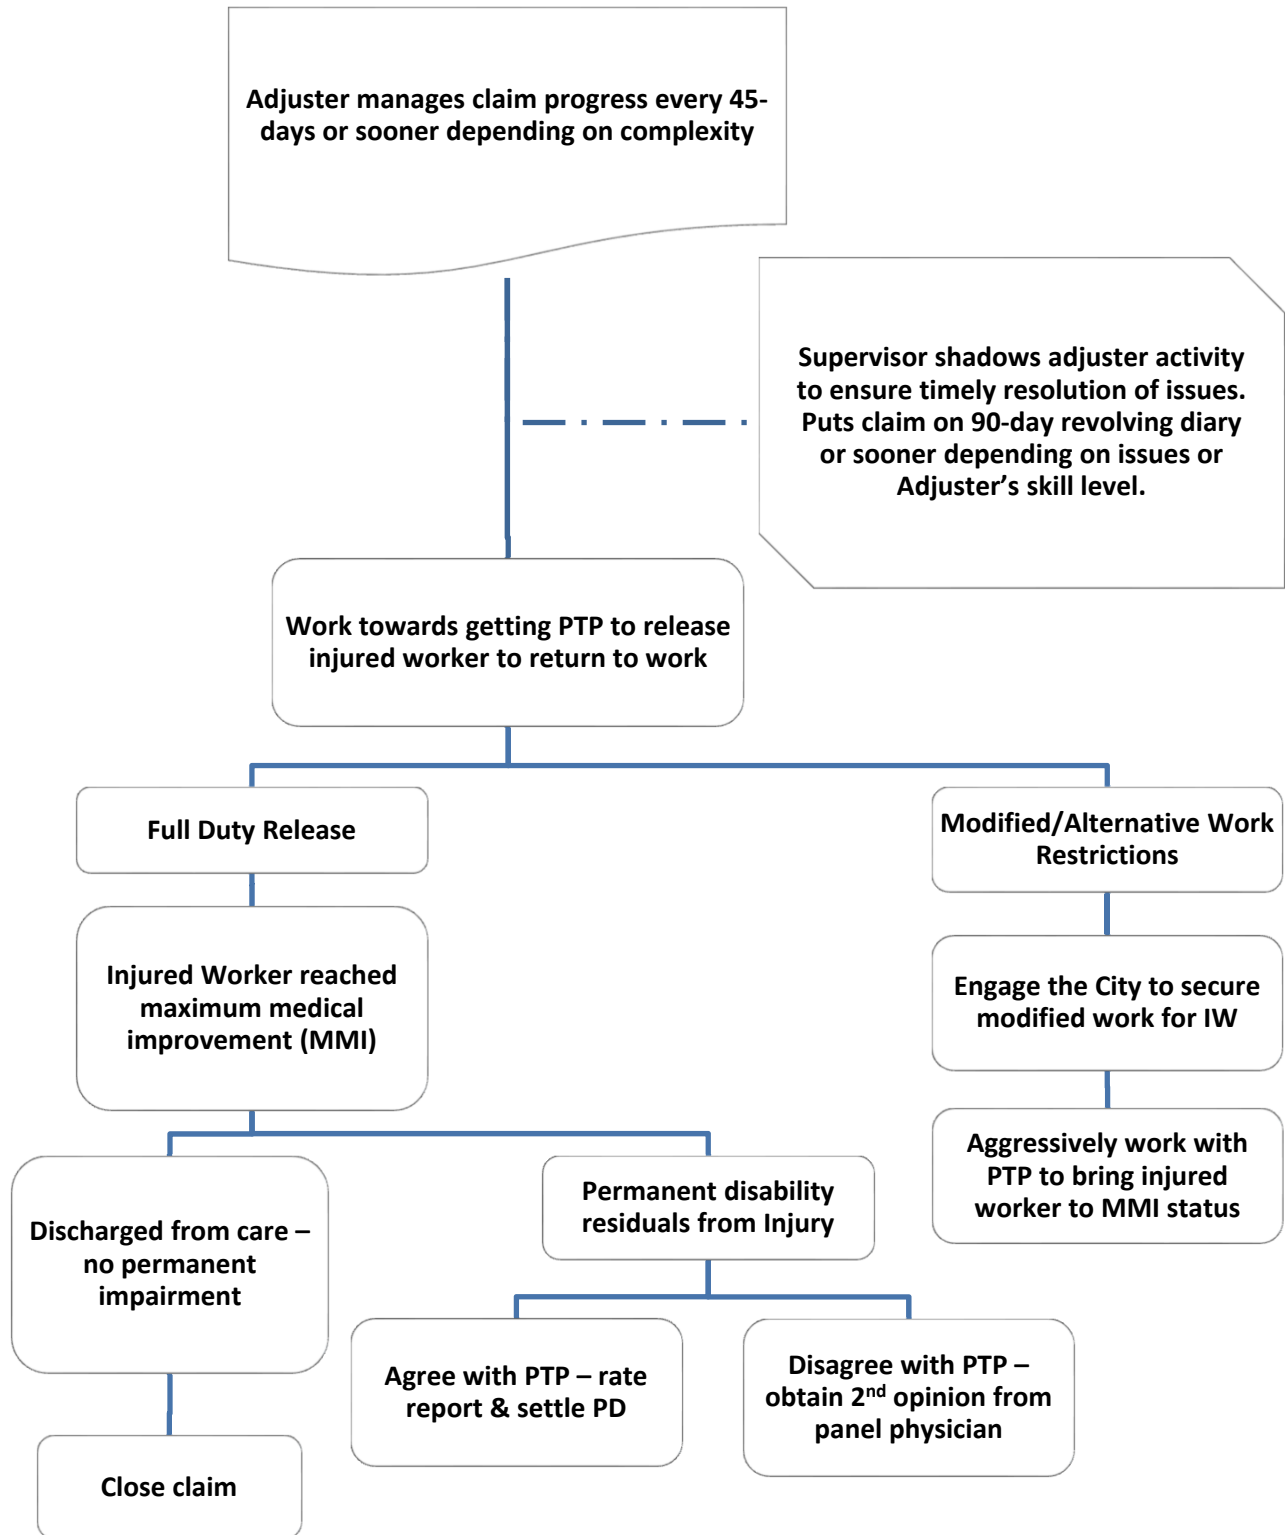 Adjuster manages claim progress every 45-
days or sooner depending on complexity
Supervisor shadows adjuster activity
to ensure timely resolution of issues.
Puts claim on 90-day revolving diary
or sooner depending on issues or
Adjuster’s skill level.
Work towards getting PTP to release
injured worker to return to work
Full Duty Release
Modified/Alternative Work
Restrictions
Injured Worker reached
maximum medical
improvement (MMI)
Engage the City to secure
modified work for IW
Aggressively work with
PTP to bring injured
worker to MMI status
Discharged from care –
no permanent
impairment
Permanent disability
residuals from Injury
Agree with PTP – rate
report & settle PD
Disagree with PTP –
obtain 2nd opinion from
panel physician
Close claim